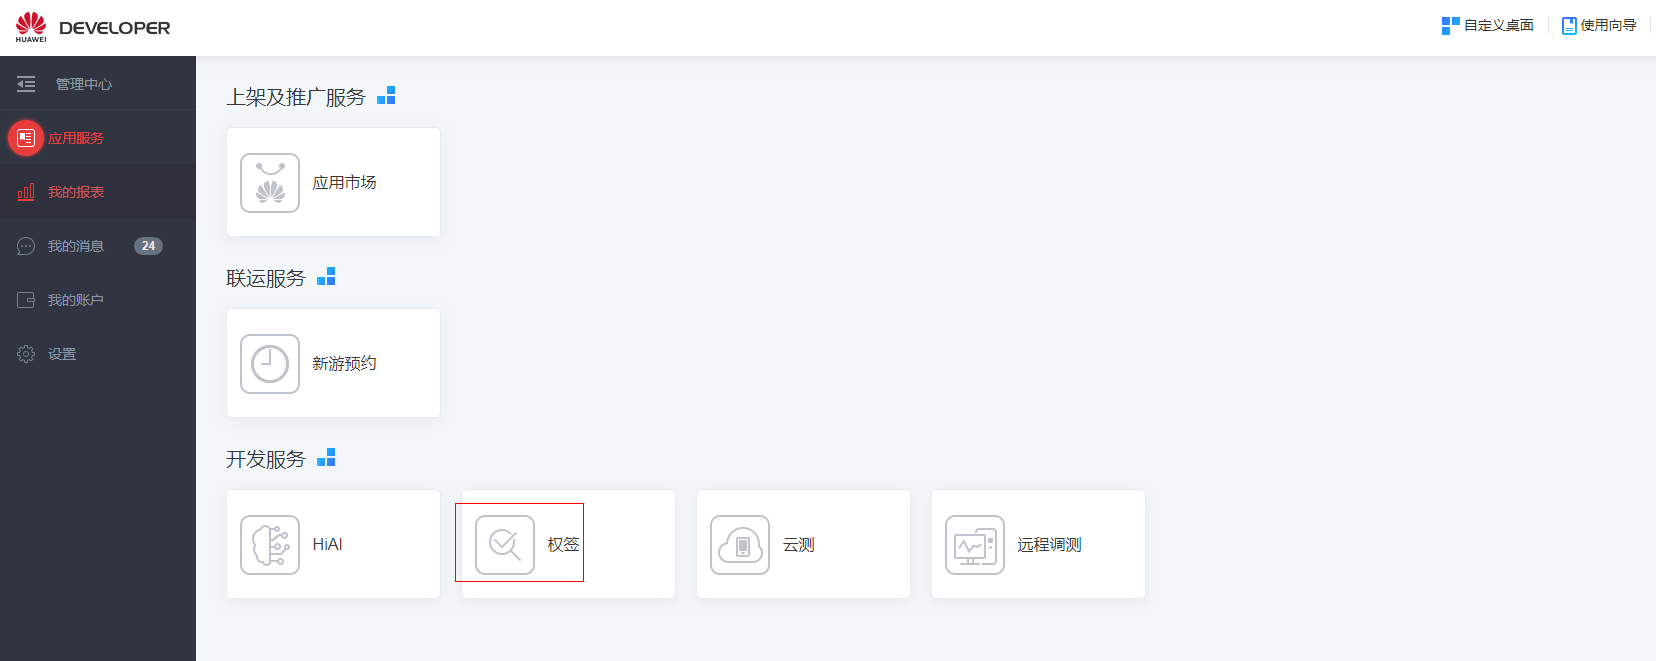 HUAWEI DEVELOPER
自定义桌面
使用向导
管理中心
应用服务
我的报表
我的消息 24
我的账户
设置
上架及推广服务
应用市场
联运服务
新游预约
开发服务
HiAI
权签
云测
远程调测